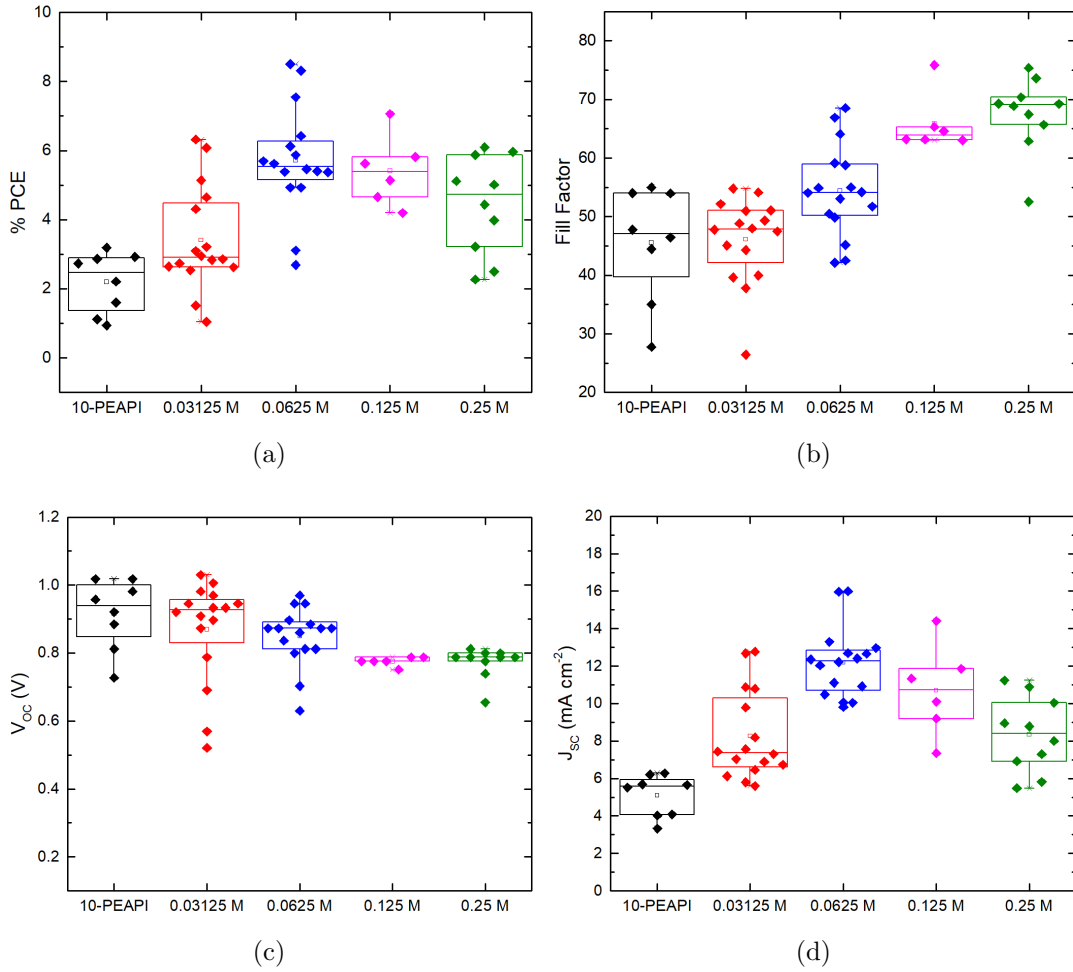 10
8
6
4
2
0
% PCE
10-PEAPI 0.03125 M 0.0625 M 0.125 M 0.25 M
(a)
80
70
60
50
40
30
20
Fill Factor
10-PEAPI 0.03125 M 0.0625 M 0.125 M 0.25 M
(b)
1.2
1.0
0.8
0.6
0.4
0.2
V_OC (V)
10-PEAPI 0.03125 M 0.0625 M 0.125 M 0.25 M
(c)
20
18
16
14
12
10
8
6
4
2
0
J_SC (mA cm⁻²)
10-PEAPI 0.03125 M 0.0625 M 0.125 M 0.25 M
(d)